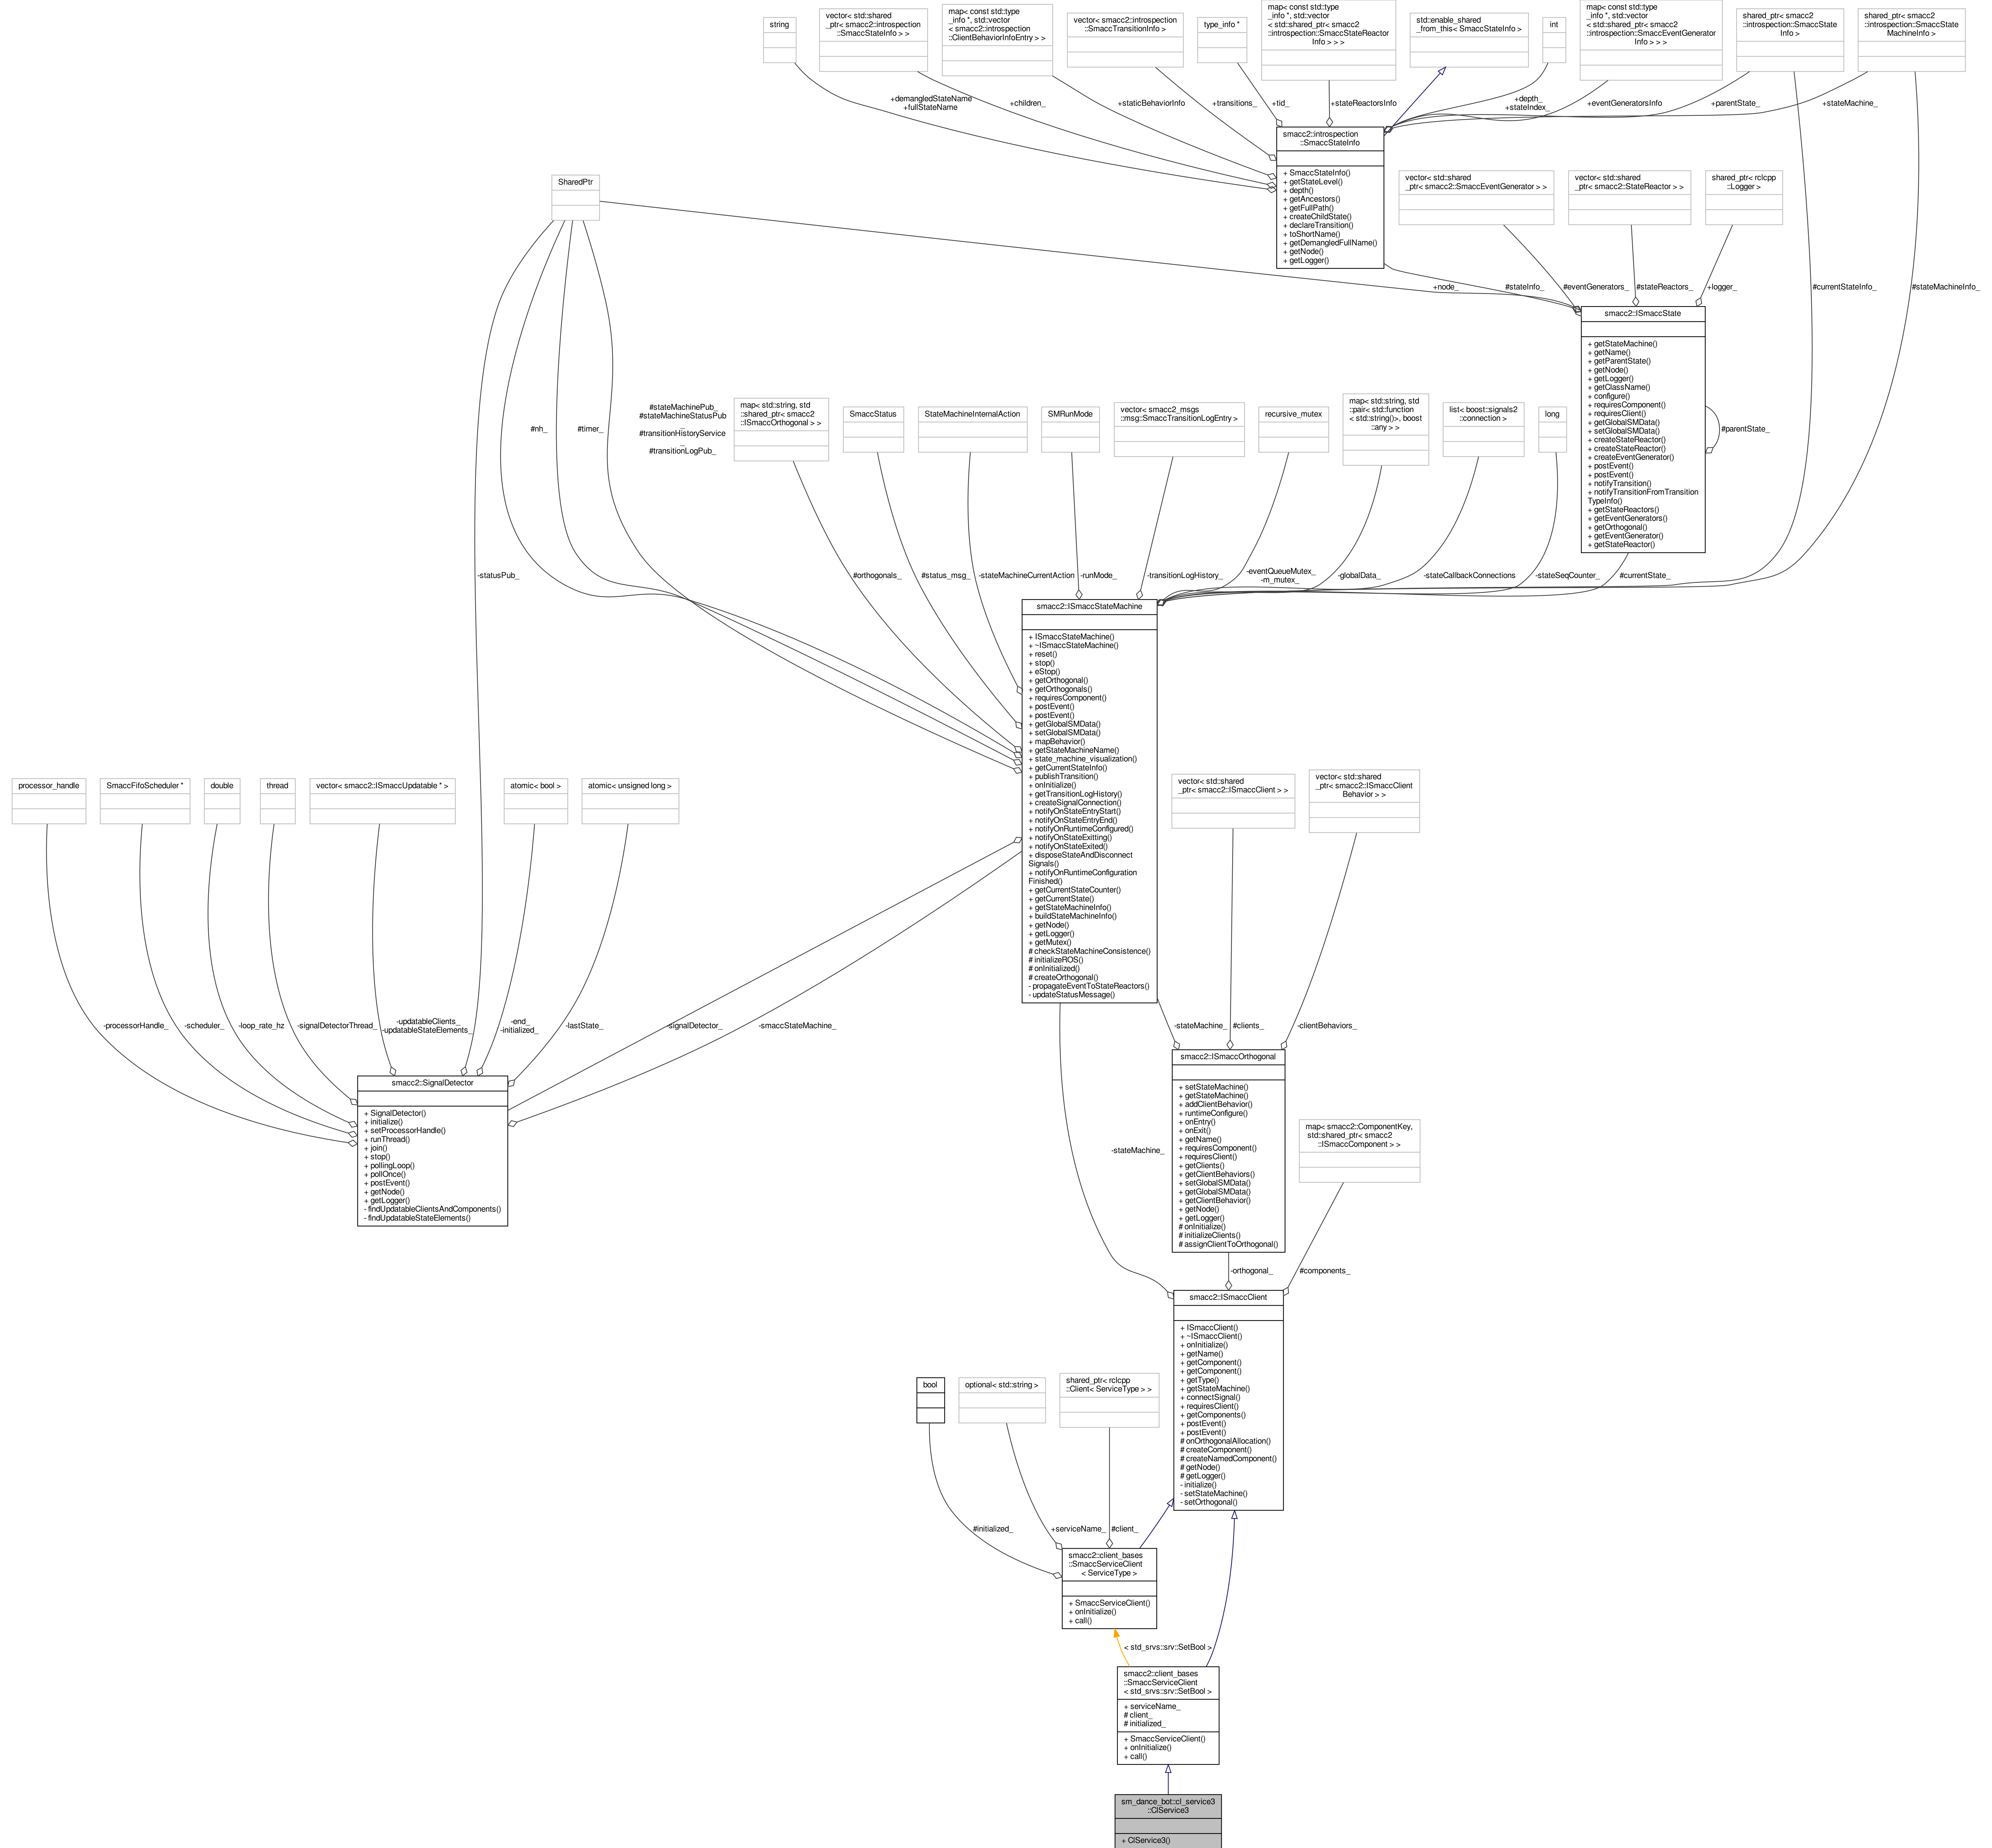 string
vector< std::shared
_ptr< smacc2::introspection
::SmaccStateInfo > >
map< const std::type
_info *, std::vector
< smacc2::introspection
::ClientBehaviorInfoEntry > >
vector< smacc2::introspection
::SmaccTransitionInfo >
type_info *
map< const std::type
_info *, std::vector
< std::shared_ptr< smacc2
::introspection::SmaccStateReactor
Info > > >
std::enable_shared
_from_this< SmaccStateInfo >
int
map< const std::type
_info *, std::vector
< std::shared_ptr< smacc2
::introspection::SmaccEventGenerator
Info > > >
shared_ptr< smacc2
::introspection::SmaccState
Info >
shared_ptr< smacc2
::introspection::SmaccState
MachineInfo >
+demangledStateName
+fullStateName
+children_
+staticBehaviorInfo
+transitions_
+tid_
+stateReactorsInfo
+depth_
+stateIndex_
+eventGeneratorsInfo
+parentState_
+stateMachine_
smacc2::introspection
::SmaccStateInfo
+ SmaccStateInfo()
+ getStateLevel()
+ depth()
+ getAncestors()
+ getFullPath()
+ createChildState()
+ declareTransition()
+ toShortName()
+ getDemangledFullName()
+ getNode()
+ getLogger()
SharedPtr
vector< std::shared
_ptr< smacc2::SmaccEventGenerator > >
vector< std::shared
_ptr< smacc2::StateReactor > >
shared_ptr< rclcpp
::Logger >
+node_
#stateInfo_
#eventGenerators_
#stateReactors_
+logger_
#currentStateInfo_
#stateMachineInfo_
smacc2::ISmaccState
+ getStateMachine()
+ getName()
+ getParentState()
+ getNode()
+ getLogger()
+ getClassName()
+ configure()
+ requiresComponent()
+ requiresClient()
+ getGlobalSMData()
+ setGlobalSMData()
+ createStateReactor()
+ createStateReactor()
+ createEventGenerator()
+ postEvent()
+ postEvent()
+ notifyTransition()
+ notifyTransitionFromTransition
TypeInfo()
+ getStateReactors()
+ getEventGenerators()
+ getOrthogonal()
+ getEventGenerator()
+ getStateReactor()
#parentState_
#nh_
#timer_
#stateMachinePub_
#stateMachineStatusPub
_
#transitionHistoryService
_
#transitionLogPub_
map< std::string, std
::shared_ptr< smacc2
::ISmaccOrthogonal > >
SmaccStatus
StateMachineInternalAction
SMRunMode
vector< smacc2_msgs
::msg::SmaccTransitionLogEntry >
recursive_mutex
map< std::string, std
::pair< std::function
< std::string()>, boost
::any > >
list< boost::signals2
::connection >
long
-statusPub_
#orthogonals_
#status_msg_
-stateMachineCurrentAction
-runMode_
-transitionLogHistory_
-eventQueueMutex_
-m_mutex_
-globalData_
-stateCallbackConnections
-stateSeqCounter_
#currentState_
smacc2::ISmaccStateMachine
+ ISmaccStateMachine()
+ ~ISmaccStateMachine()
+ reset()
+ stop()
+ eStop()
+ getOrthogonal()
+ getOrthogonals()
+ requiresComponent()
+ postEvent()
+ postEvent()
+ getGlobalSMData()
+ setGlobalSMData()
+ mapBehavior()
+ getStateMachineName()
+ state_machine_visualization()
+ getCurrentStateInfo()
+ publishTransition()
+ onInitialize()
+ getTransitionLogHistory()
+ createSignalConnection()
+ notifyOnStateEntryStart()
+ notifyOnStateEntryEnd()
+ notifyOnRuntimeConfigured()
+ notifyOnStateExitting()
+ notifyOnStateExited()
+ disposeStateAndDisconnect
Signals()
+ notifyOnRuntimeConfiguration
Finished()
+ getCurrentStateCounter()
+ getCurrentState()
+ getStateMachineInfo()
+ buildStateMachineInfo()
+ getNode()
+ getLogger()
+ getMutex()
# checkStateMachineConsistence()
# initializeROS()
# onInitialized()
# createOrthogonal()
- propagateEventToStateReactors()
- updateStatusMessage()
processor_handle
SmaccFifoScheduler *
double
thread
vector< smacc2::ISmaccUpdatable * >
atomic< bool >
atomic< unsigned long >
vector< std::shared
_ptr< smacc2::ISmaccClient > >
vector< std::shared
_ptr< smacc2::ISmaccClient
Behavior > >
-processorHandle_
-scheduler_
-loop_rate_hz
-signalDetectorThread_
-updatableClients_
-updatableStateElements_
-end_
-initialized_
-lastState_
-signalDetector_
-smaccStateMachine_
-stateMachine_
#clients_
-clientBehaviors_
smacc2::SignalDetector
+ SignalDetector()
+ initialize()
+ setProcessorHandle()
+ runThread()
+ join()
+ stop()
+ pollingLoop()
+ pollOnce()
+ postEvent()
+ getNode()
+ getLogger()
- findUpdatableClientsAndComponents()
- findUpdatableStateElements()
smacc2::ISmaccOrthogonal
+ setStateMachine()
+ getStateMachine()
+ addClientBehavior()
+ runtimeConfigure()
+ onEntry()
+ onExit()
+ getName()
+ requiresComponent()
+ requiresClient()
+ getClients()
+ getClientBehaviors()
+ setGlobalSMData()
+ getGlobalSMData()
+ getClientBehavior()
+ getNode()
+ getLogger()
# onInitialize()
# initializeClients()
# assignClientToOrthogonal()
map< smacc2::ComponentKey,
std::shared_ptr< smacc2
::ISmaccComponent > >
-stateMachine_
-orthogonal_
#components_
smacc2::ISmaccClient
+ ISmaccClient()
+ ~ISmaccClient()
+ onInitialize()
+ getName()
+ getComponent()
+ getComponent()
+ getType()
+ getStateMachine()
+ connectSignal()
+ requiresClient()
+ getComponents()
+ postEvent()
+ postEvent()
# onOrthogonalAllocation()
# createComponent()
# createNamedComponent()
# getNode()
# getLogger()
- initialize()
- setStateMachine()
- setOrthogonal()
bool
optional< std::string >
shared_ptr< rclcpp
::Client< ServiceType > >
#initialized_
+serviceName_
#client_
smacc2::client_bases
::SmaccServiceClient
< ServiceType >
+ SmaccServiceClient()
+ onInitialize()
+ call()
< std_srvs::srv::SetBool >
smacc2::client_bases
::SmaccServiceClient
< std_srvs::srv::SetBool >
+ serviceName_
# client_
# initialized_
+ SmaccServiceClient()
+ onInitialize()
+ call()
sm_dance_bot::cl_service3
::ClService3
+ ClService3()